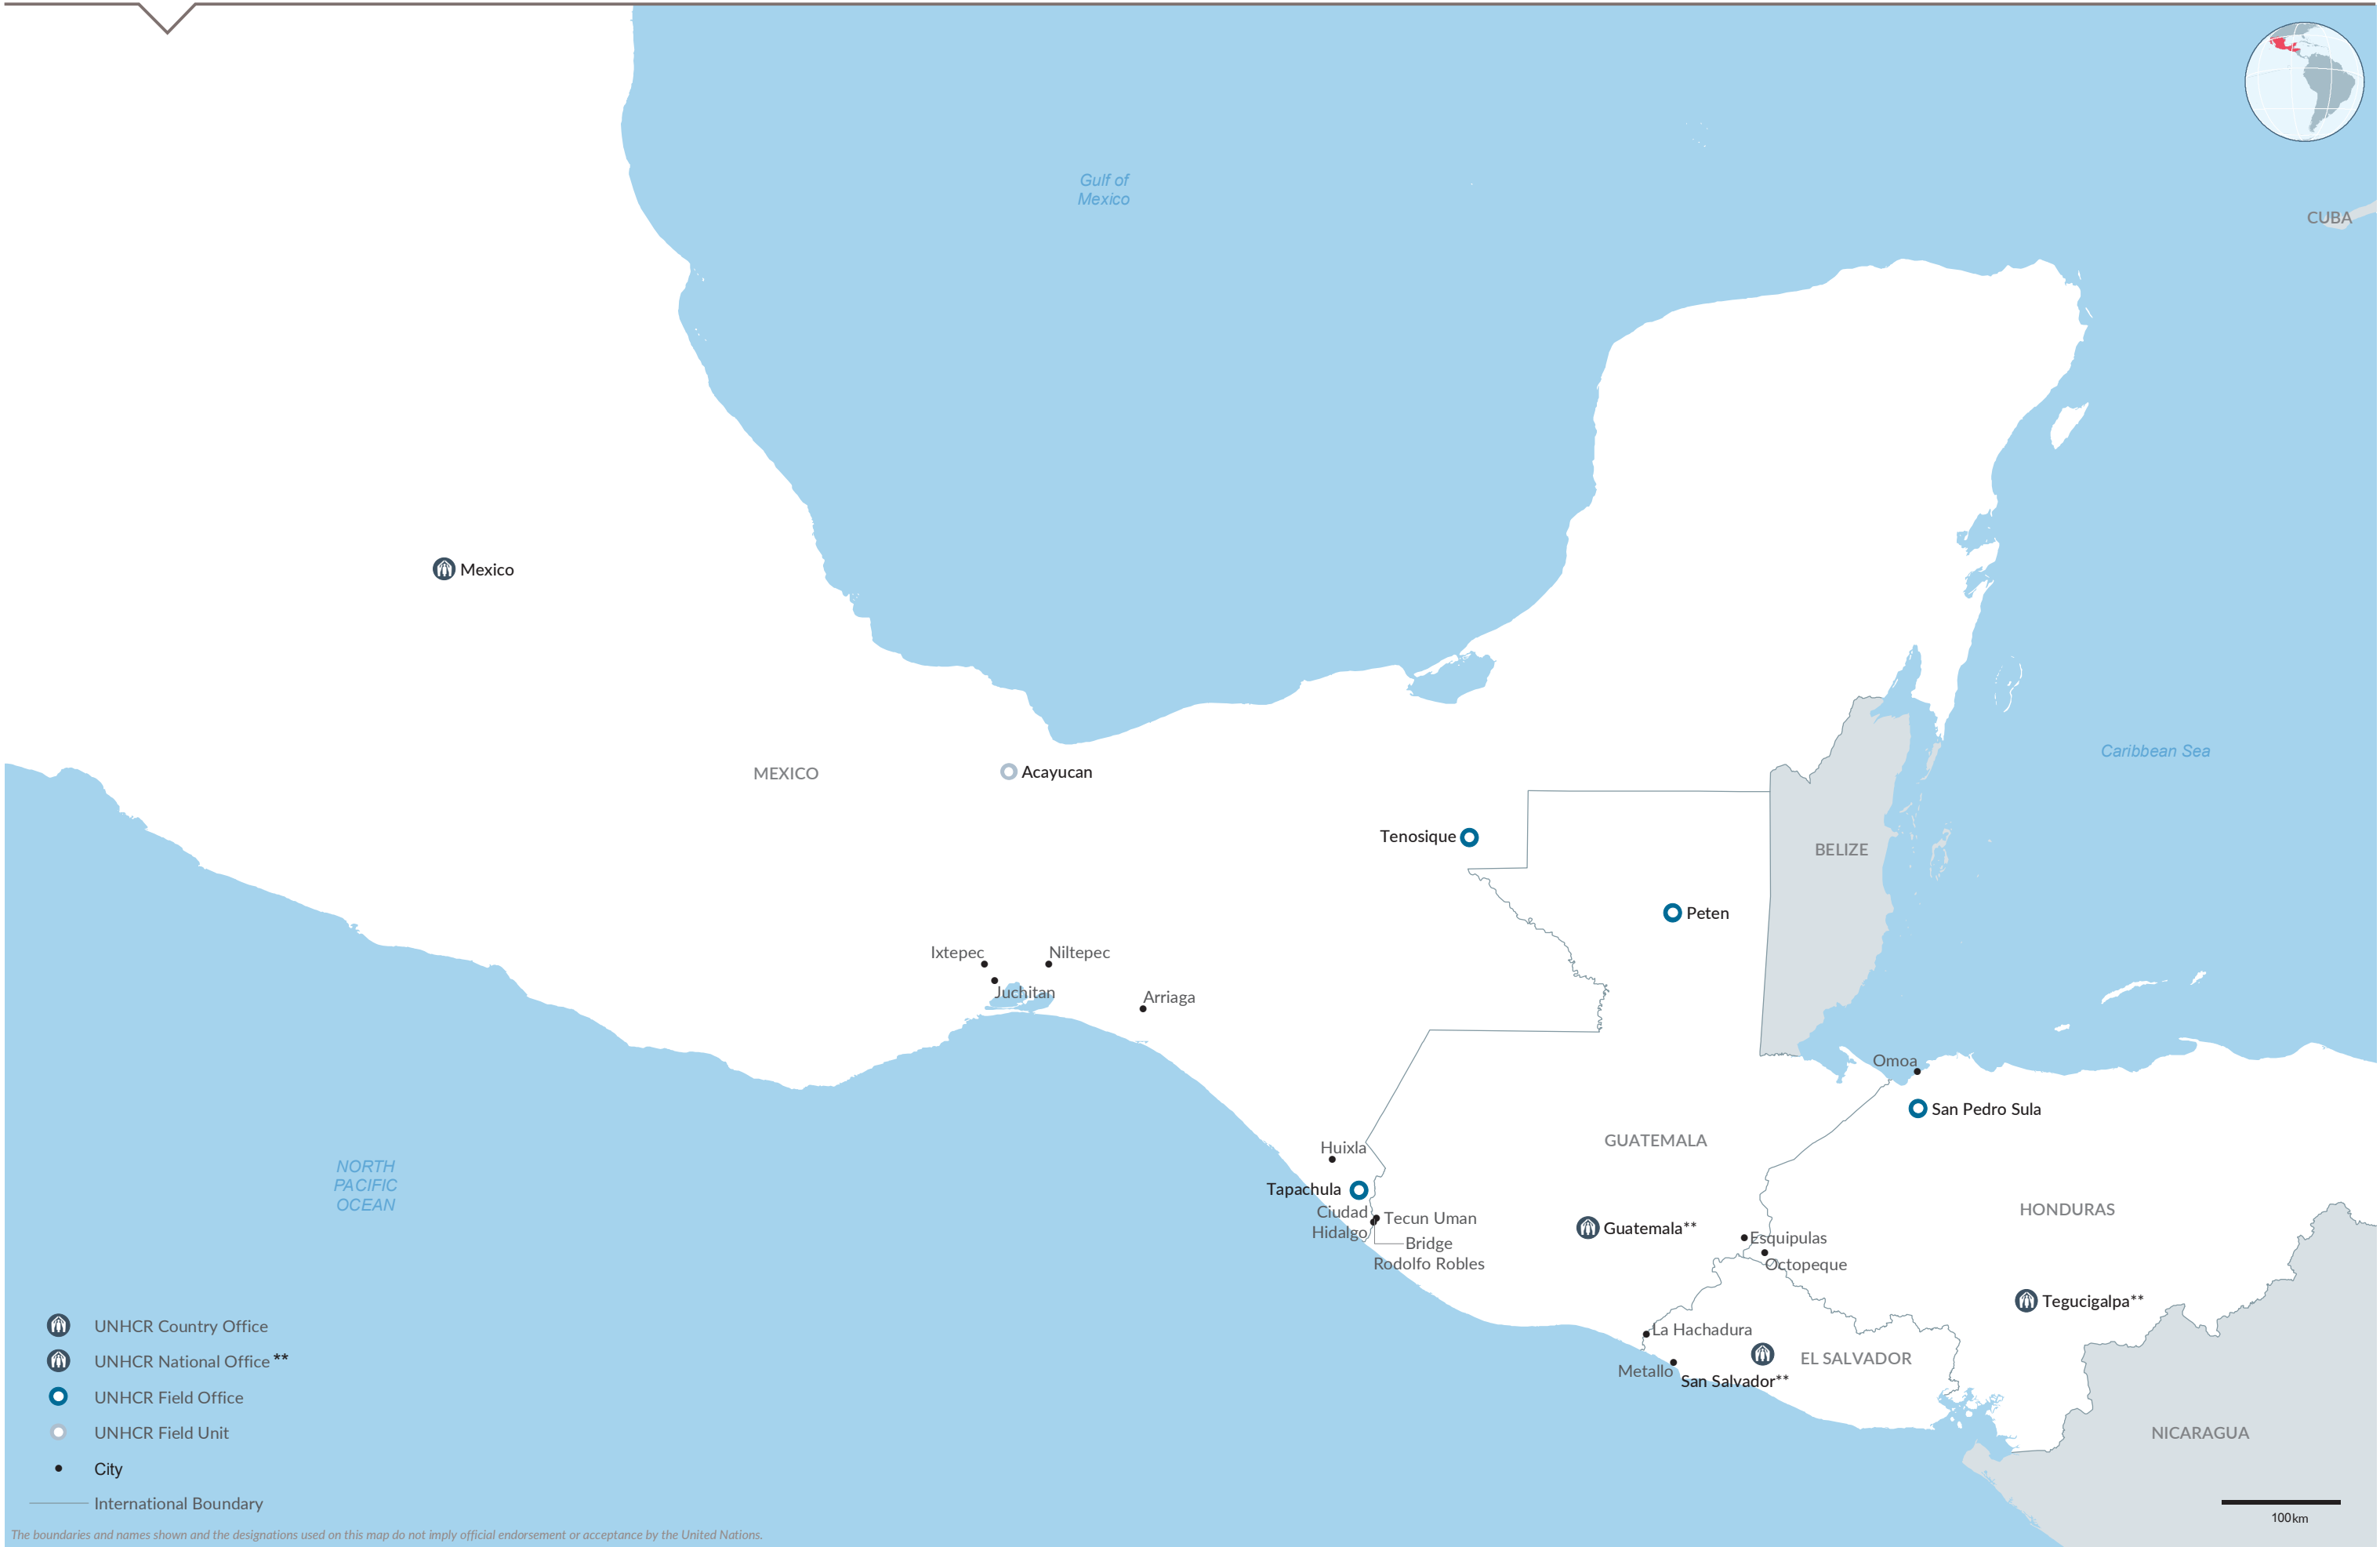 Gulf of
Mexico
CUBA
Mexico
Caribbean Sea
MEXICO
Acayucan
Tenosique
BELIZE
Peten
Ixtepec
Niltepec
Juchitan
Arriaga
Omoa
San Pedro Sula
GUATEMALA
Huixla
NORTH
PACIFIC
OCEAN
Tapachula
HONDURAS
Ciudad
Hidalgo
Tecun Uman
Bridge
Rodolfo Robles
Guatemala**
Esquipulas
Octopeque
Tegucigalpa**
La Hachadura
EL SALVADOR
Metallo
San Salvador**
NICARAGUA
UNHCR Country Office
UNHCR National Office **
UNHCR Field Office
UNHCR Field Unit
City
International Boundary
100km
The boundaries and names shown and the designations used on this map do not imply official endorsement or acceptance by the United Nations.